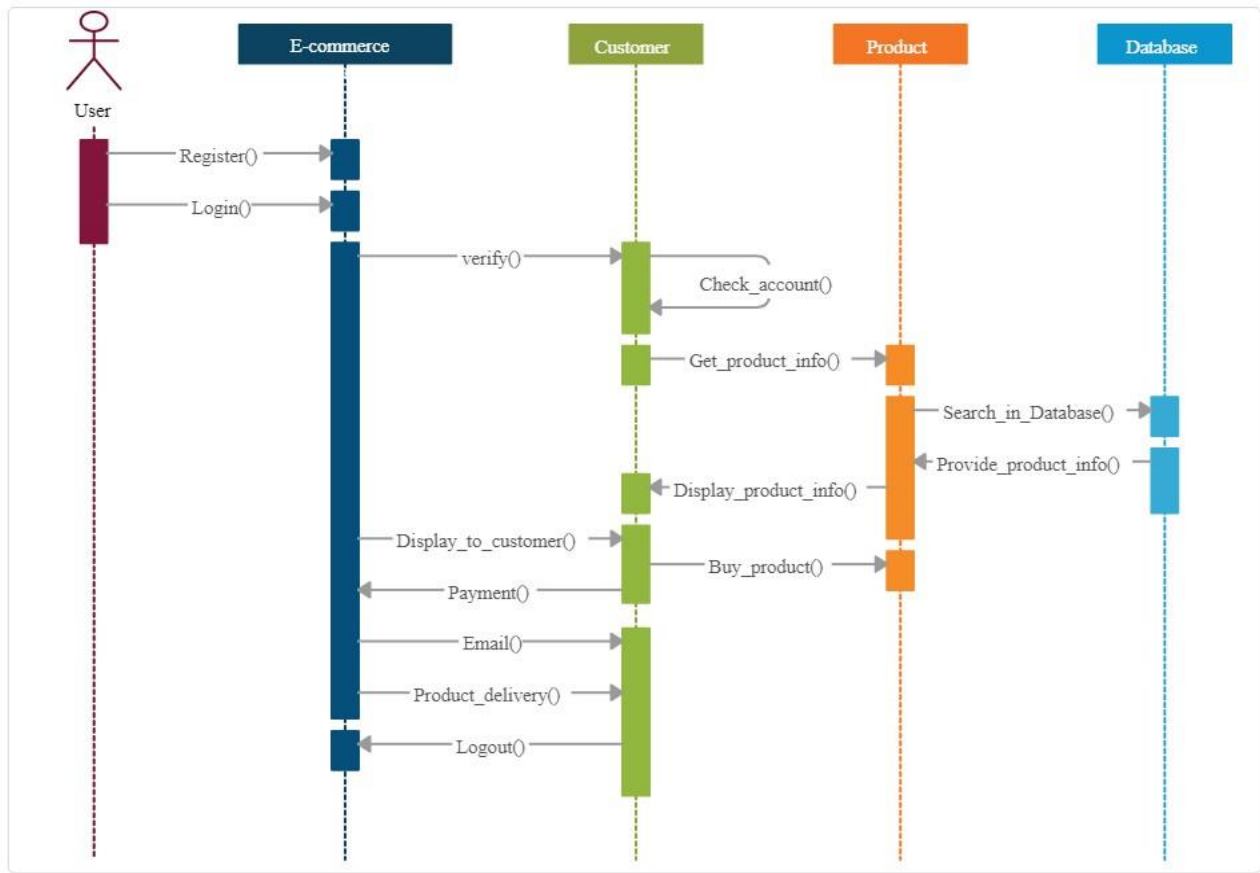 E-commerce
Customer
Product
Database
User
Register()
Login()
verify()
Check_account()
Get_product_info()
Search_in_Database()
Provide_product_info()
Display_product_info()
Display_to_customer()
Buy_product()
Payment()
Email()
Product_delivery()
Logout()